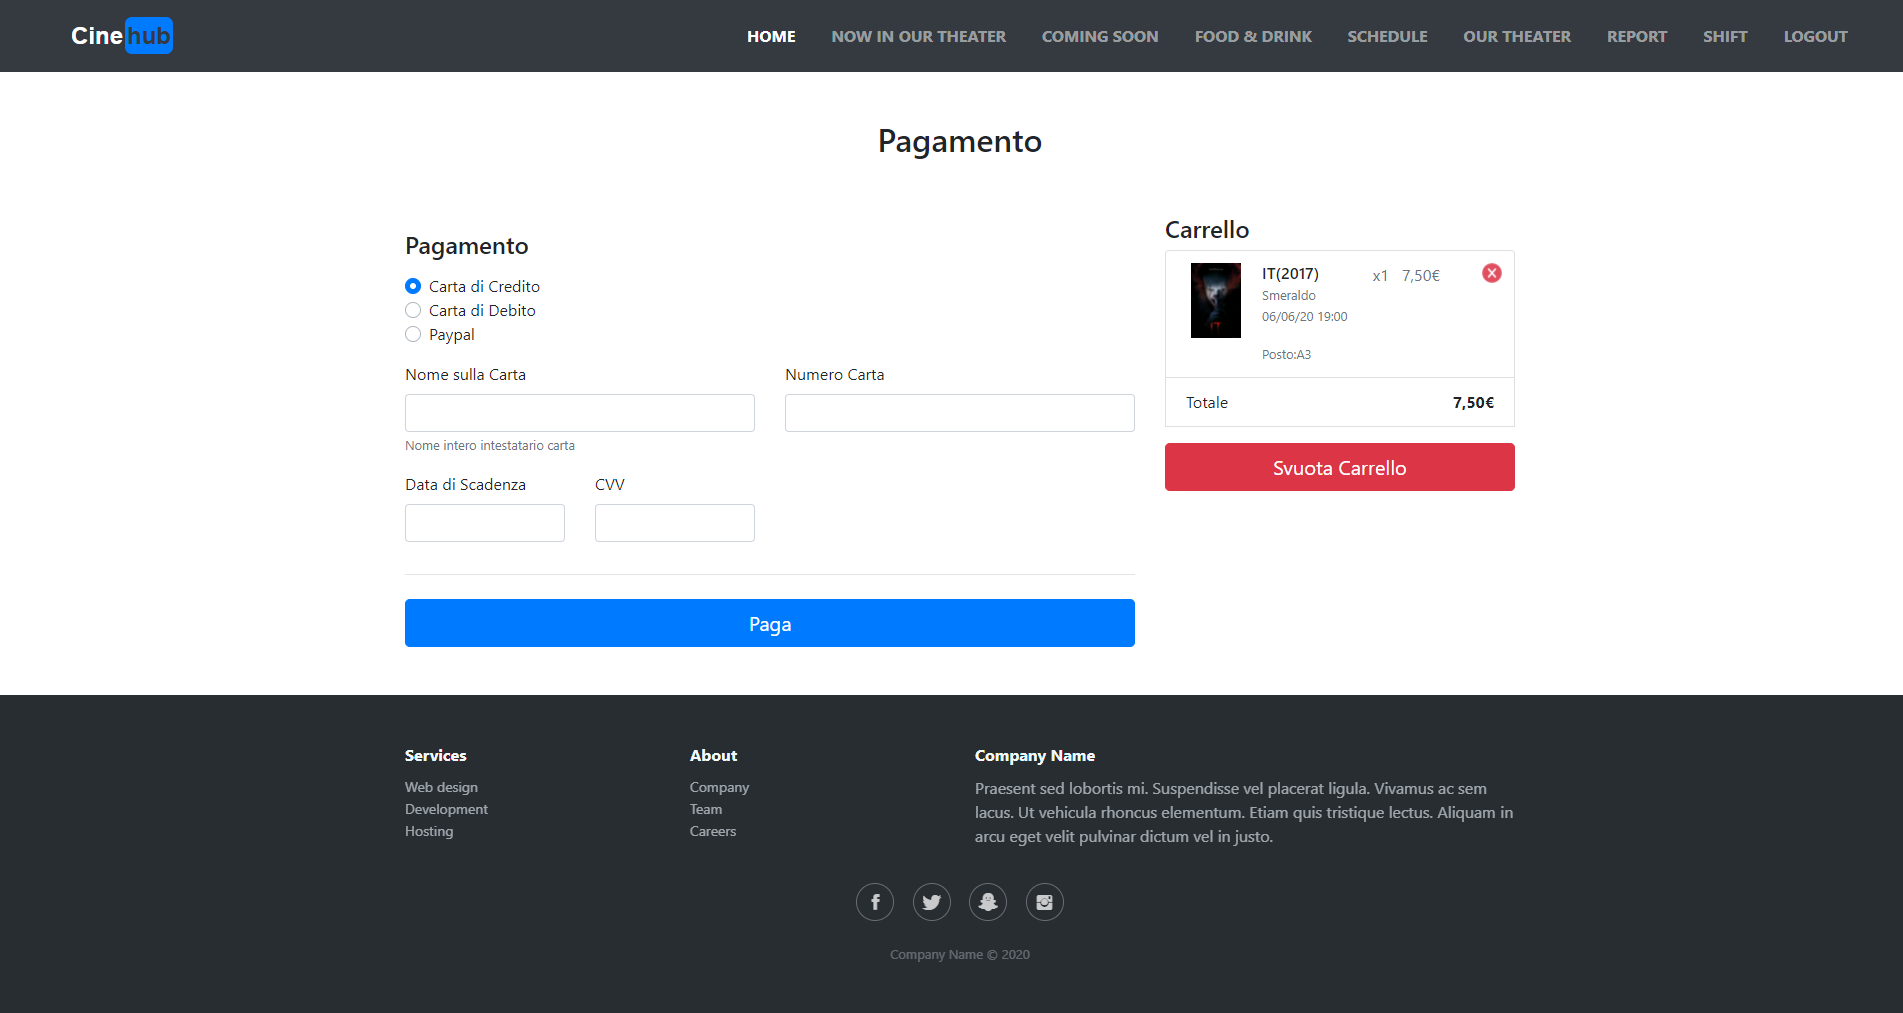 Cine hub
HOME NOW IN OUR THEATER COMING SOON FOOD & DRINK SCHEDULE OUR THEATER REPORT SHIFT LOGOUT
Pagamento
Pagamento
Carta di Credito
Carta di Debito
Paypal
Nome sulla Carta
Numero Carta
Nome intero intestatario carta
Data di Scadenza
CVV
Paga
Carrello
IT(2017) x1 7,50€
Smeraldo
06/06/20 19:00
Posto:A3
IT
Totale 7,50€
Svuota Carrello
Services
Web design
Development
Hosting
About
Company
Team
Careers
Company Name
Praesent sed lobortis mi. Suspendisse vel placerat ligula. Vivamus ac sem
lacus. Ut vehicula rhoncus elementum. Etiam quis tristique lectus. Aliquam in
arcu eget velit pulvinar dictum vel in justo.
Company Name © 2020